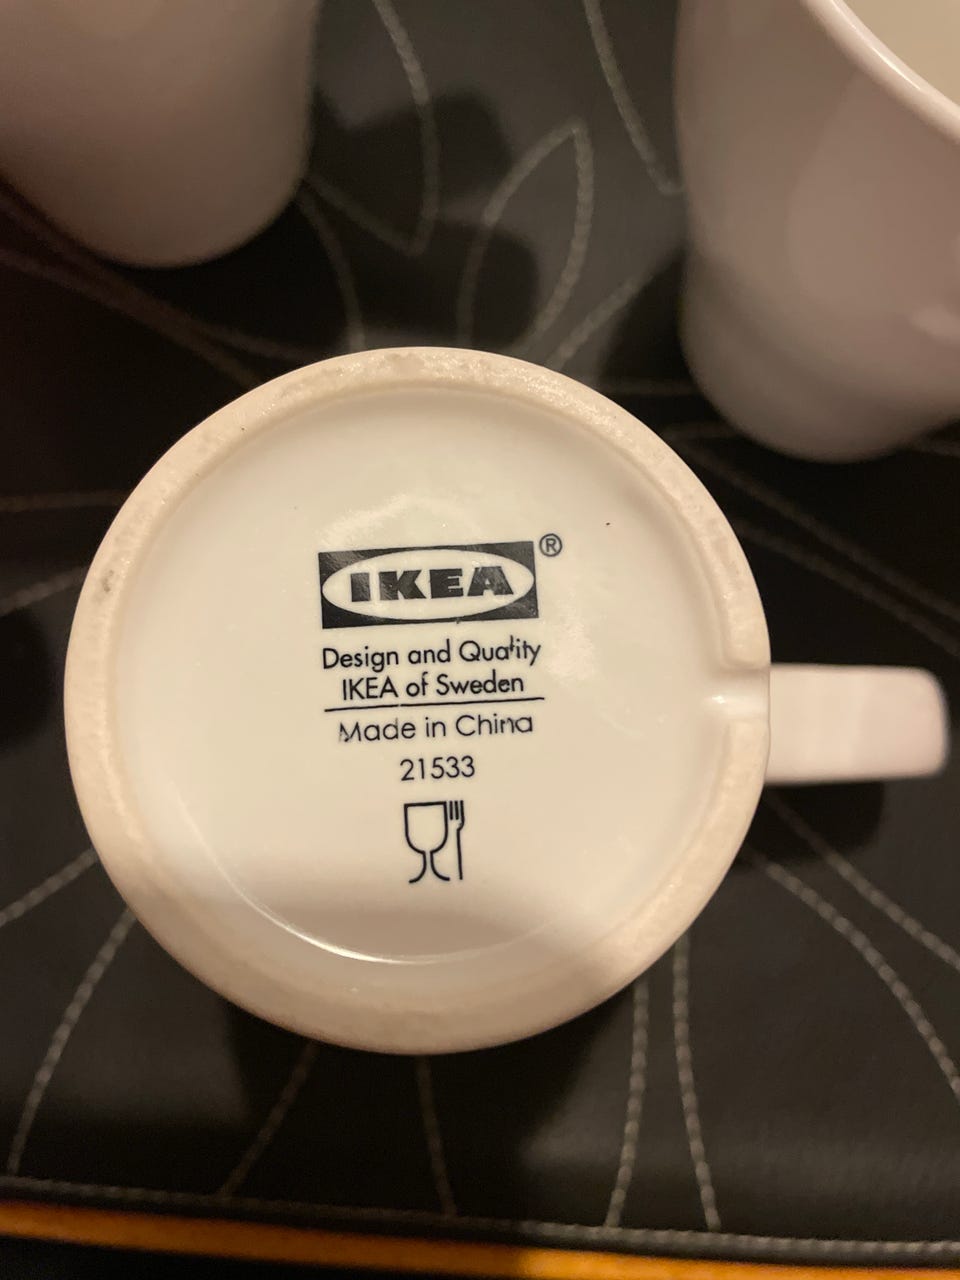 IKEA®
Design and Quality
IKEA of Sweden
Made in China
21533